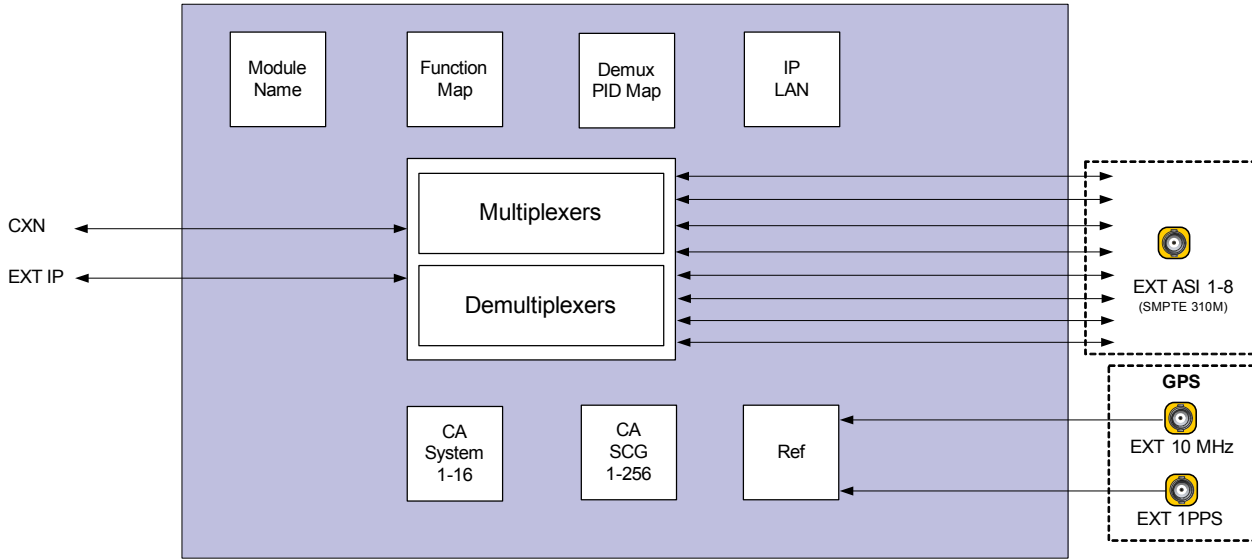 Module
Name
Function
Map
Demux
PID Map
IP
LAN
Multiplexers
CXN
EXT IP
Demultiplexers
EXT ASI 1-8
(SMPTE 310M)
GPS
EXT 10 MHz
EXT 1PPS
CA
System
1-16
CA
SCG
1-256
Ref